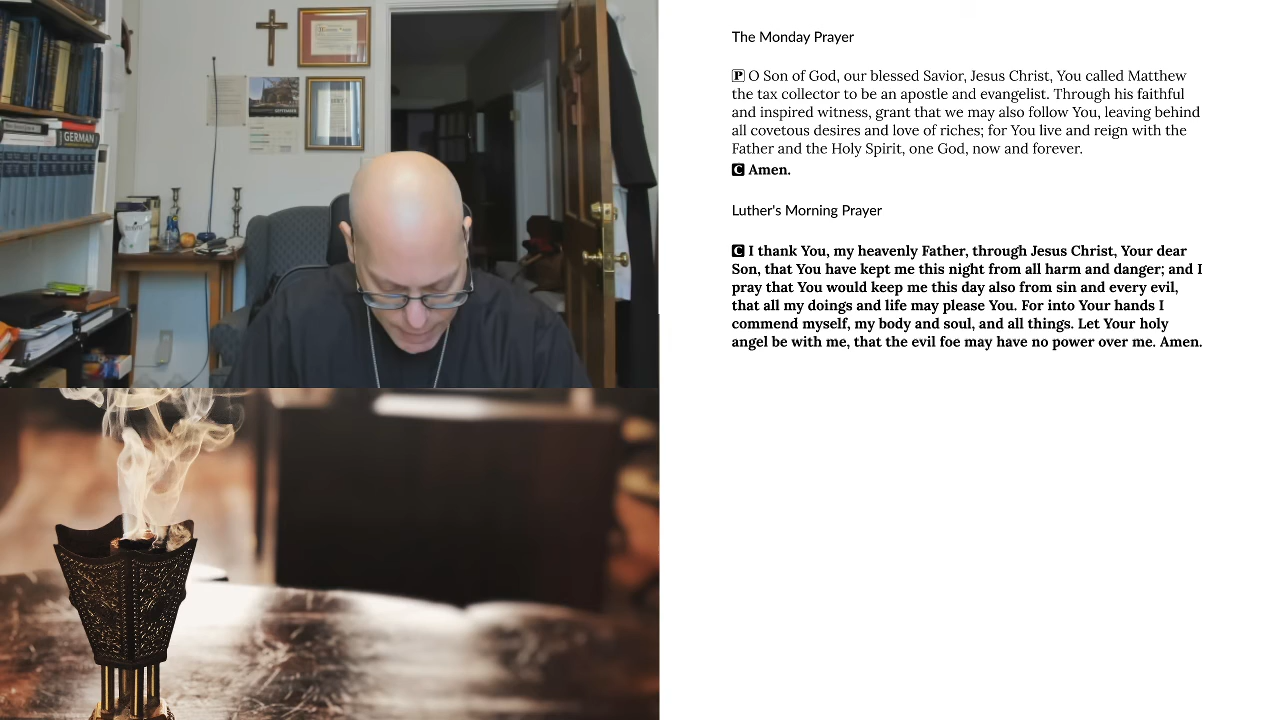 GERMAN
SEPTEMBER
The Monday Prayer
P O Son of God, our blessed Savior, Jesus Christ, You called Matthew
the tax collector to be an apostle and evangelist. Through his faithful
and inspired witness, grant that we may also follow You, leaving behind
all covetous desires and love of riches; for You live and reign with the
Father and the Holy Spirit, one God, now and forever.
C Amen.
Luther's Morning Prayer
C I thank You, my heavenly Father, through Jesus Christ, Your dear
Son, that You have kept me this night from all harm and danger; and I
pray that You would keep me this day also from sin and every evil,
that all my doings and life may please You. For into Your hands I
commend myself, my body and soul, and all things. Let Your holy
angel be with me, that the evil foe may have no power over me. Amen.